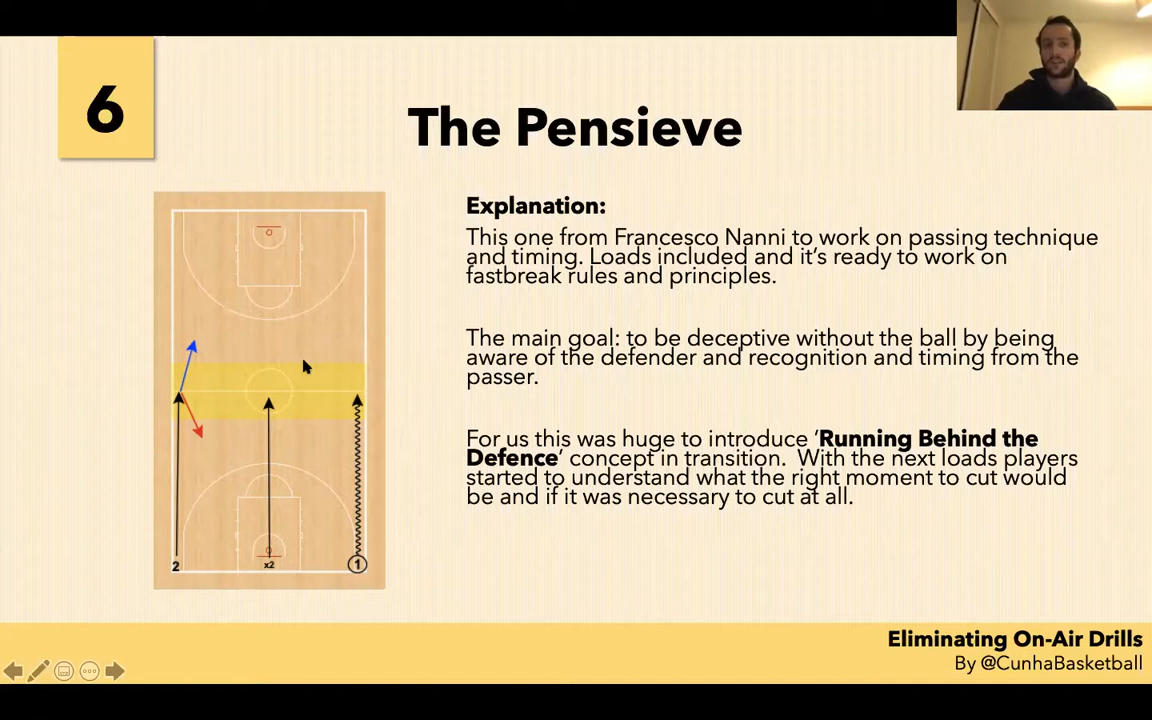 6
The Pensieve
Explanation:
This one from Francesco Nanni to work on passing technique
and timing. Loads included and it's ready to work on
fastbreak rules and principles.
The main goal: to be deceptive without the ball by being
aware of the defender and recognition and timing from the
passer.
For us this was huge to introduce ‘Running Behind the
Defence’ concept in transition. With the next loads players
started to understand what the right moment to cut would
be and if it was necessary to cut at all.
2
x2
1
Eliminating On-Air Drills
By @CunhaBasketball